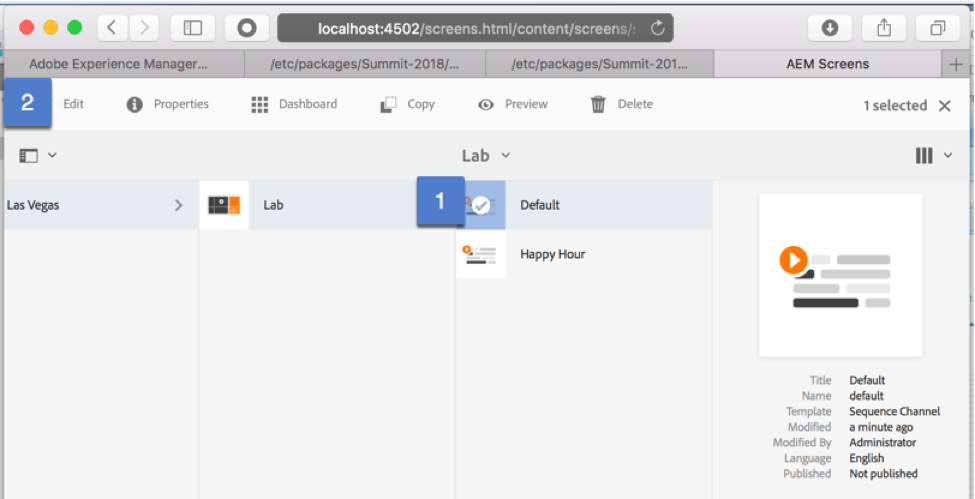 localhost:4502/screens.html/content/screens/
Adobe Experience Manager... /etc/packages/Summit-2018/... /etc/packages/Summit-201... AEM Screens
2 Edit Properties Dashboard Copy Preview Delete 1 selected
Lab
Las Vegas Lab 1 Default
Happy Hour
Title Default
Name default
Template Sequence Channel
Modified a minute ago
Modified By Administrator
Language English
Published Not published